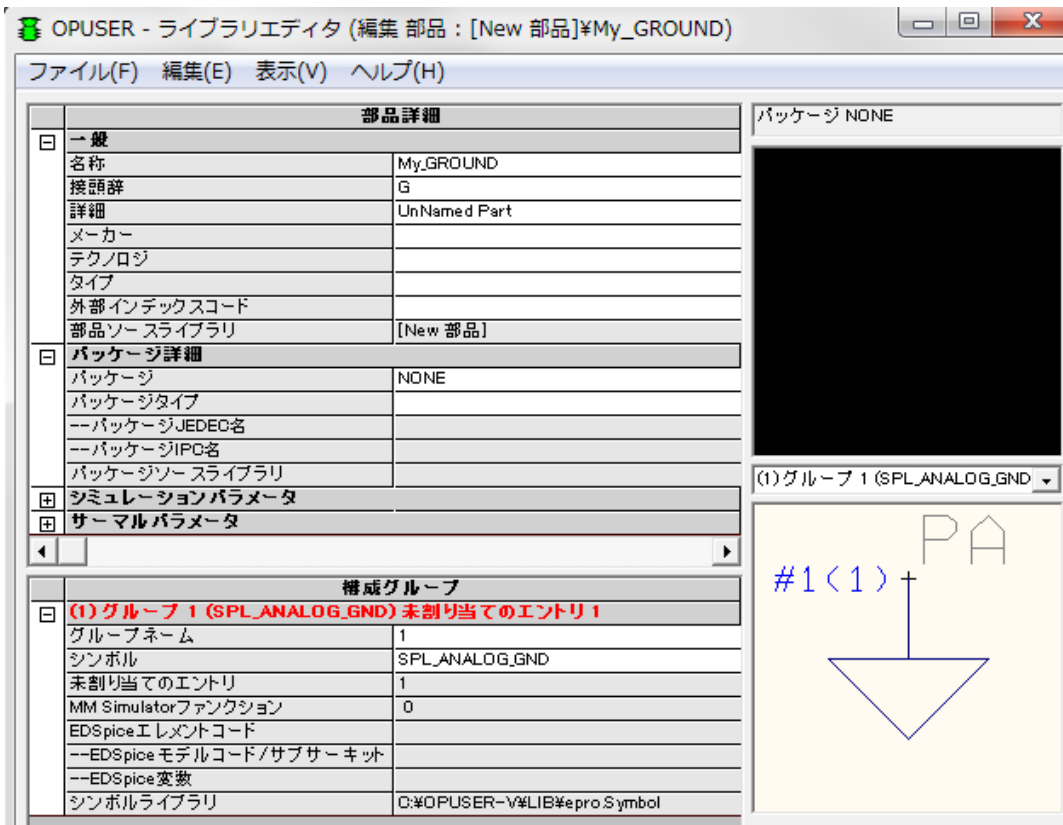 OPUSER - ライブラリエディタ (編集 部品 : [New 部品]¥My_GROUND)
ファイル(F) 編集(E) 表示(V) ヘルプ(H)
部品詳細
一般
名称 My_GROUND
接頭辞 G
詳細 UnNamed Part
メーカー
テクノロジ
タイプ
外部インデックスコード
部品ソースライブラリ [New 部品]
パッケージ詳細
パッケージ NONE
パッケージタイプ
--パッケージJEDEC名
--パッケージIPC名
パッケージソースライブラリ
シミュレーションパラメータ
サーマルパラメータ
構成グループ
(1) グループ 1 (SPL_ANALOG_GND) 未割り当てのエントリ 1
グループネーム 1
シンボル SPL_ANALOG_GND
未割り当てのエントリ 1
MM Simulatorファンクション 0
EDSpiceエレメントコード
--EDSpiceモデルコード/サブサーキット
--EDSpice変数
シンボルライブラリ C:¥OPUSER-V¥LIB¥epro.Symbol
パッケージ NONE
(1) グループ 1 (SPL_ANALOG_GND
PA
#1(1)